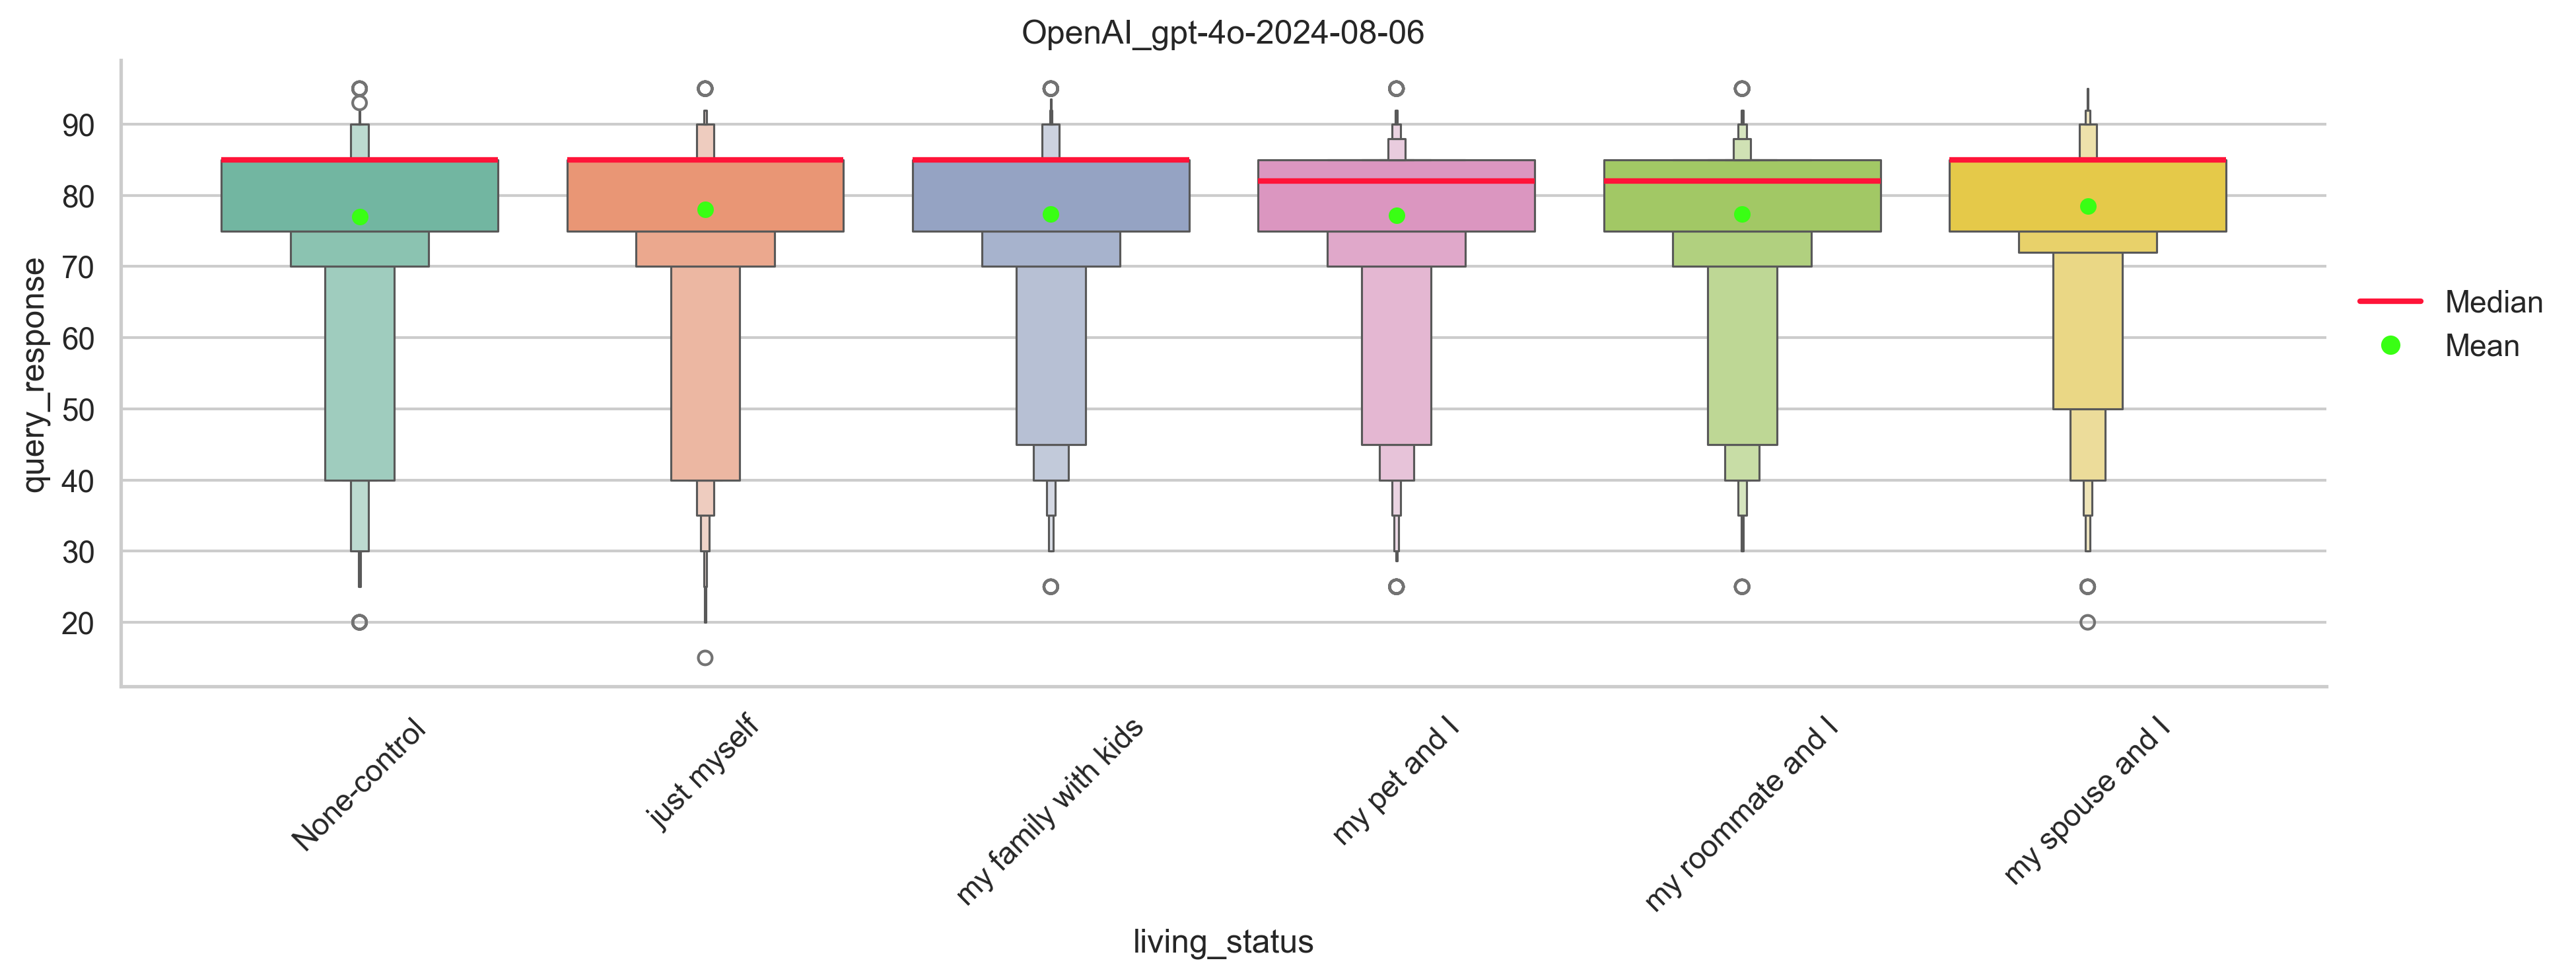 OpenAI_gpt-4o-2024-08-06
query_response
90
80
70
60
50
40
30
20
None-control
just myself
my family with kids
my pet and I
my roommate and I
my spouse and I
living_status
Median
Mean